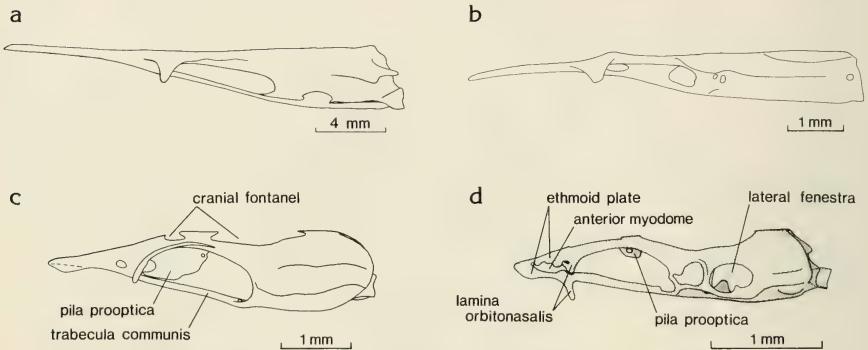 a
4 mm
b
1 mm
c
cranial fontanel
pila prootica
trabecula communis
1 mm
d
ethmoid plate
anterior myodome
lateral fenestra
lamina
orbitonasalis
pila prooptica
1 mm